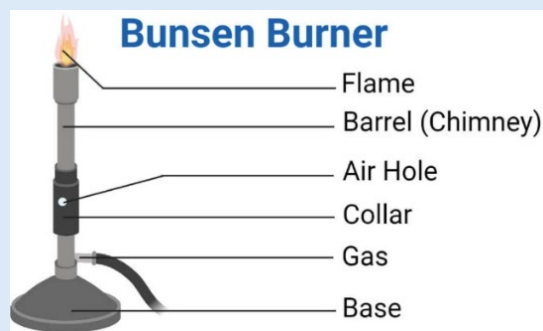 Bunsen Burner
Flame
Barrel (Chimney)
Air Hole
Collar
Gas
Base